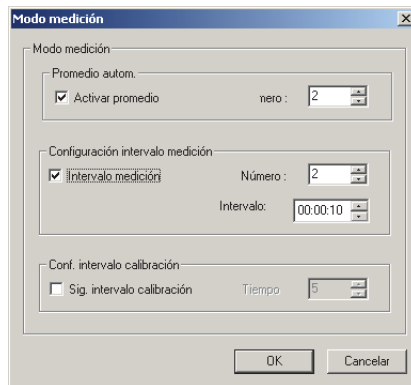 Modo medición
Modo medición
Promedio autom.
Activar promedio
nero :
2
Configuración intervalo medición
Intervalo medición
Número :
2
Intervalo:
00:00:10
Conf. intervalo calibración
Sig. intervalo calibración
Tiempo
5
OK
Cancelar